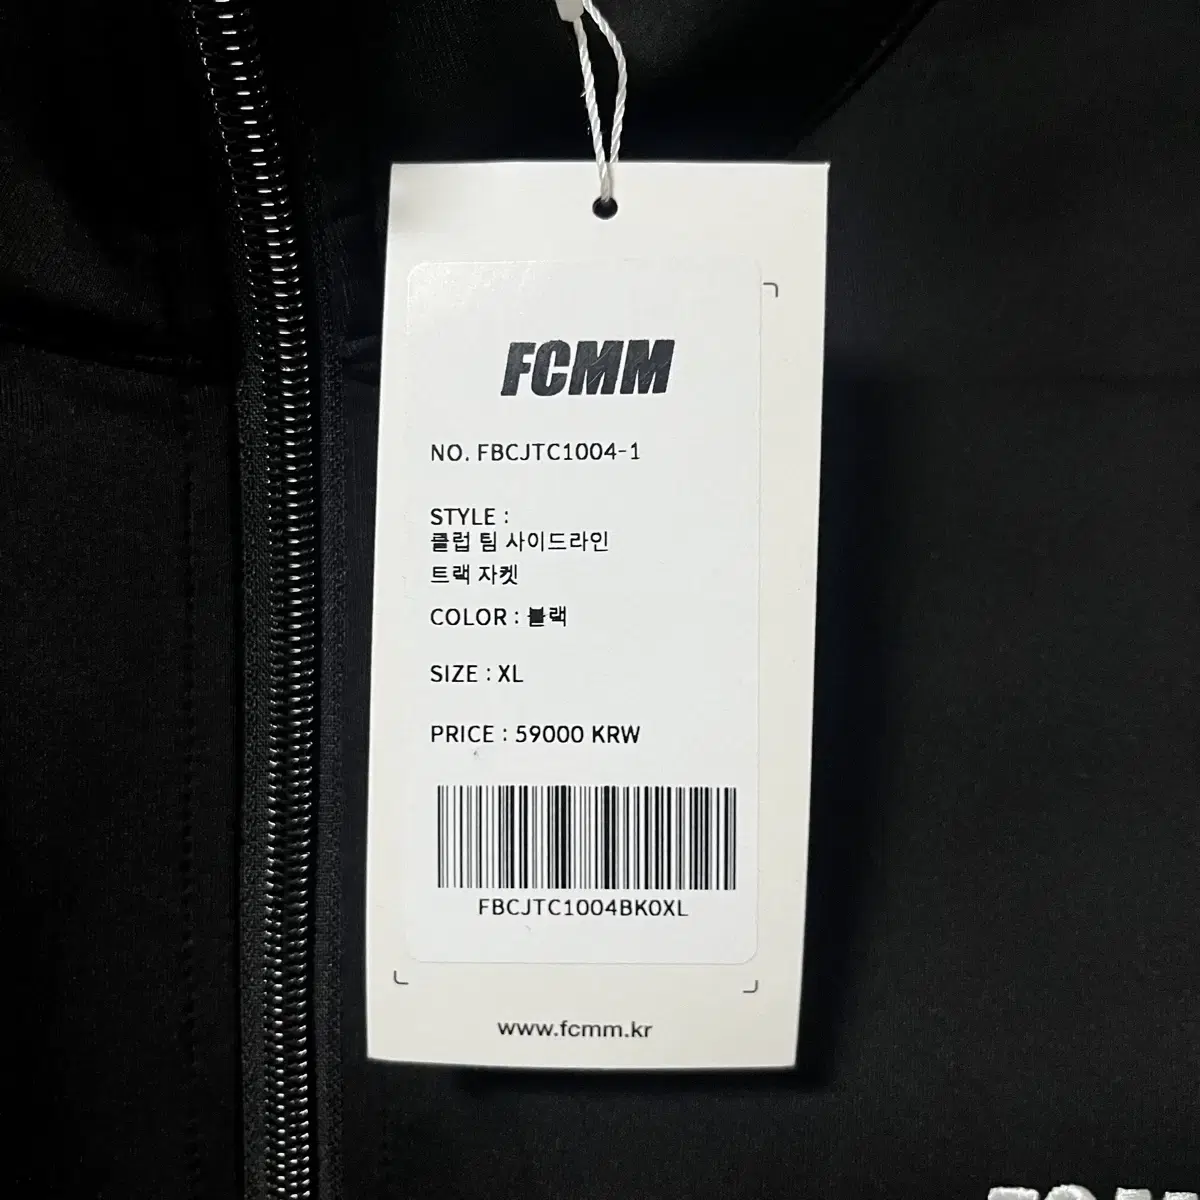 FCMM
NO. FBCJTC1004-1
STYLE :
클럽 팀 사이드라인
트랙 자켓
COLOR : 블랙
SIZE : XL
PRICE : 59000 KRW
FBCJTC1004BK0XL
www.fcmm.kr